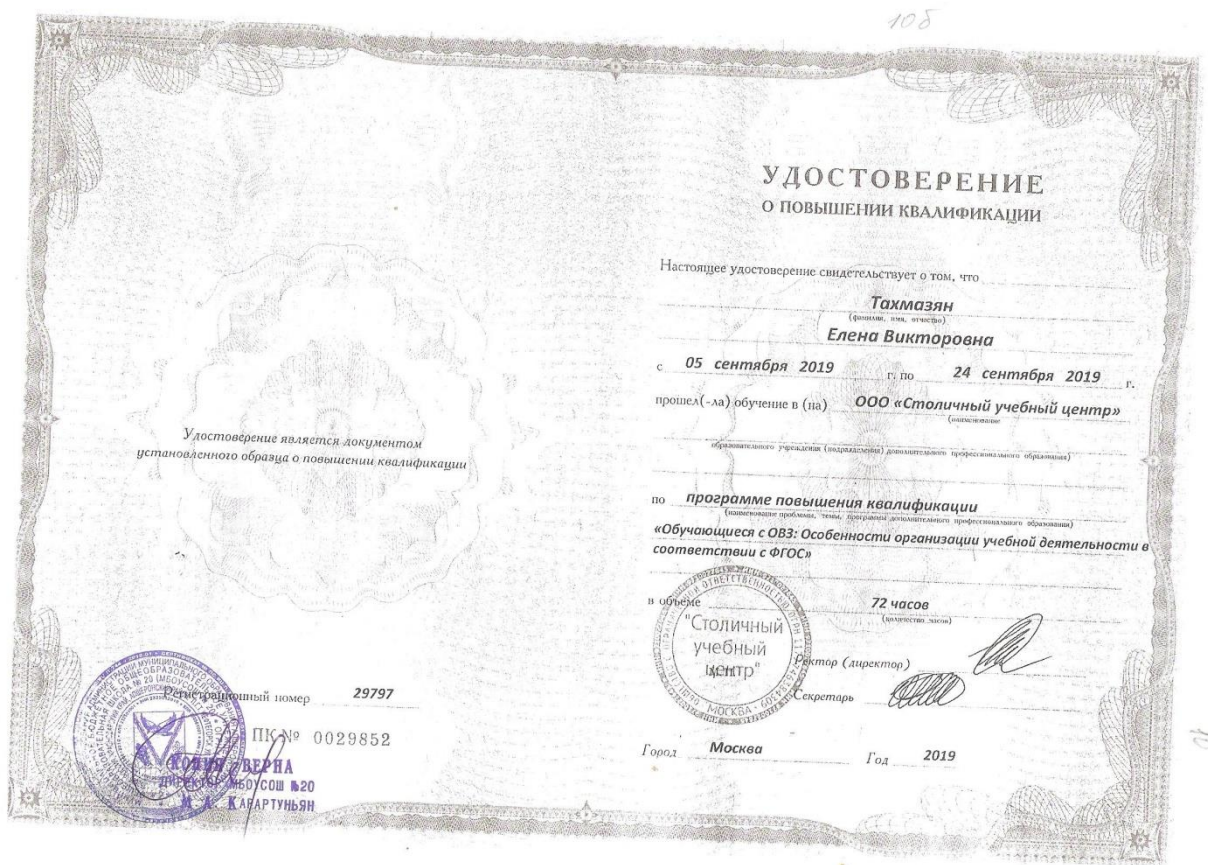 10б
Удостоверение является документом
установленного образца о повышении квалификации
Регистрационный номер 29797
ПК № 0029852
КОПИЯ ВЕРНА
ДИРЕКТОР МБОУСОШ №20
М.А. КАРАРТУНЬЯН
УДОСТОВЕРЕНИЕ
О ПОВЫШЕНИИ КВАЛИФИКАЦИИ
Настоящее удостоверение свидетельствует о том, что
Тахмазян
(фамилия, имя, отчество)
Елена Викторовна
с 05 сентября 2019 г. по 24 сентября 2019 г.
прошел(-ла) обучение в (на) ООО «Столичный учебный центр»
(наименование
образовательного учреждения (подразделения) дополнительного профессионального образования)
по программе повышения квалификации
(наименование проблемы, темы, программы дополнительного профессионального образования)
«Обучающиеся с ОВЗ: Особенности организации учебной деятельности в
соответствии с ФГОС»
в объеме 72 часов
(количество часов)
"Столичный
учебный
центр"
МОСКВА
Ректор (директор)
Секретарь
Город Москва Год 2019